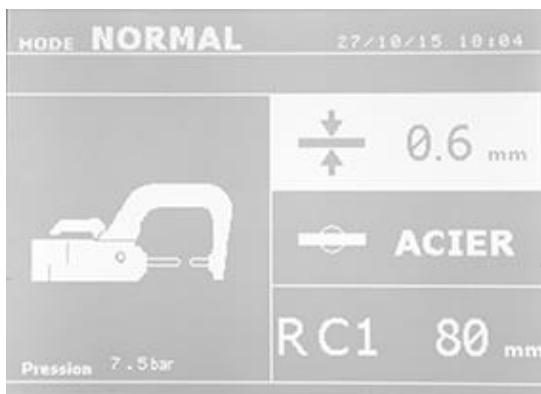 MODE NORMAL 27/10/15 10:04
0.6 mm
ACIER
RC1 80 mm
Pression 7.5bar